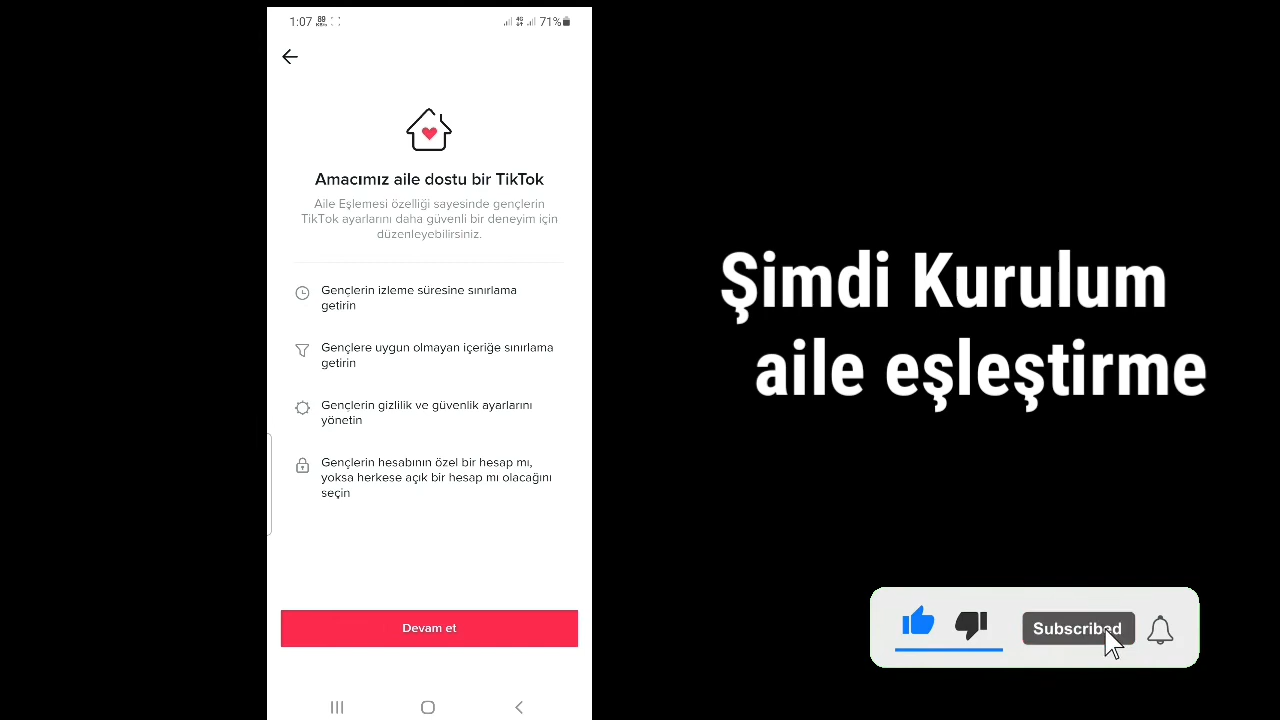 1:07
71%
Amacımız aile dostu bir TikTok
Aile Eşlemesi özelliği sayesinde gençlerin
TikTok ayarlarını daha güvenli bir deneyim için
düzenleyebilirsiniz.
Gençlerin izleme süresine sınırlama
getirin
Gençlere uygun olmayan içeriğe sınırlama
getirin
Gençlerin gizlilik ve güvenlik ayarlarını
yönetin
Gençlerin hesabının özel bir hesap mı,
yoksa herkese açık bir hesap mı olacağını
seçin
Devam et
Şimdi Kurulum
aile eşleştirme
Subscribed